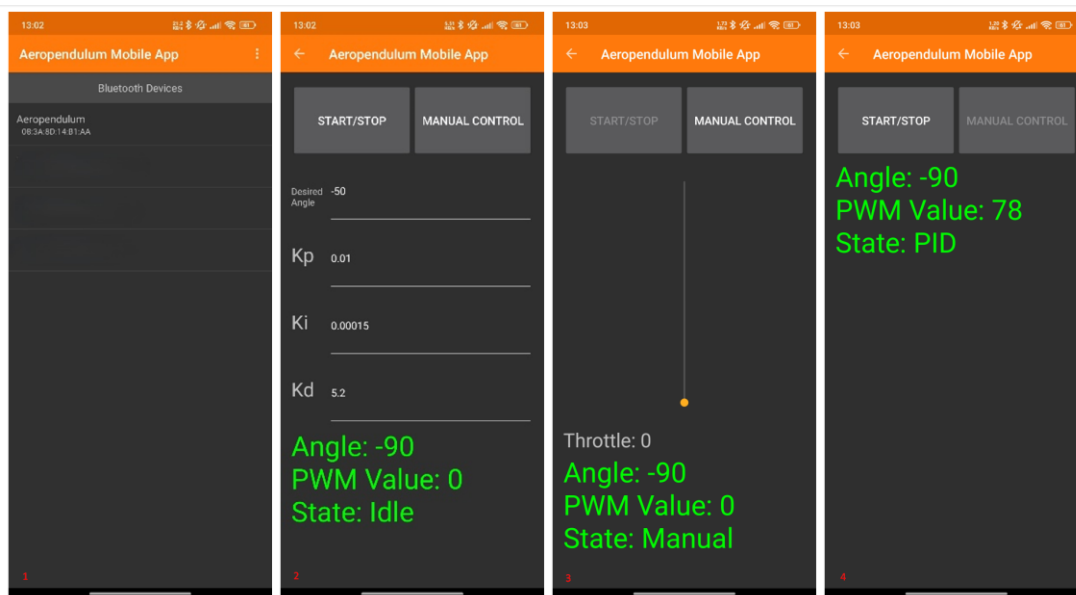 13:02
Aeropendulum Mobile App
Bluetooth Devices
Aeropendulum
08:3A:8D:14:B1:AA
1
13:02
Aeropendulum Mobile App
START/STOP MANUAL CONTROL
Desired Angle -50
Kp 0.01
Ki 0.00015
Kd 5.2
Angle: -90
PWM Value: 0
State: Idle
2
13:03
Aeropendulum Mobile App
START/STOP MANUAL CONTROL
Throttle: 0
Angle: -90
PWM Value: 0
State: Manual
3
13:03
Aeropendulum Mobile App
START/STOP MANUAL CONTROL
Angle: -90
PWM Value: 78
State: PID
4